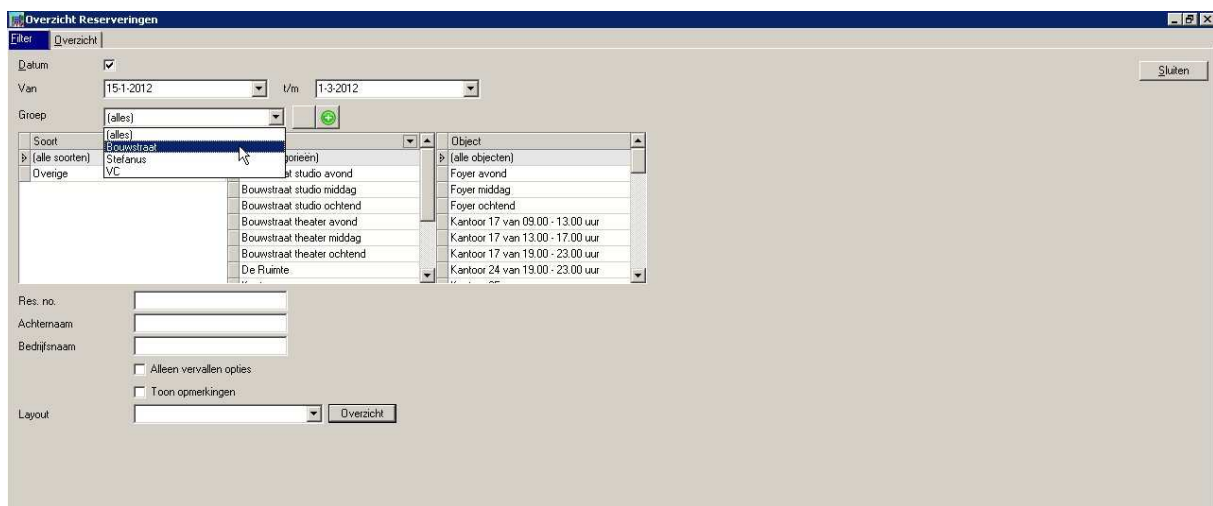 Overzicht Reserveringen
Filter Overzicht
Datum
Sluiten
Van 15-1-2012 t/m 1-3-2012
Groep (alles)
(alles)
Bouwstraat
Stefanus
VC
Soort
(alle soorten)
Overige
Bouwstraat studio middag
Bouwstraat studio ochtend
Bouwstraat theater avond
Bouwstraat theater middag
Bouwstraat theater ochtend
De Ruimte
Object
(alle objecten)
Foyer avond
Foyer middag
Foyer ochtend
Kantoor 17 van 09.00 - 13.00 uur
Kantoor 17 van 13.00 - 17.00 uur
Kantoor 17 van 19.00 - 23.00 uur
Kantoor 24 van 19.00 - 23.00 uur
Res. no.
Achternaam
Bedrijfsnaam
Alleen vervallen opties
Toon opmerkingen
Layout Overzicht